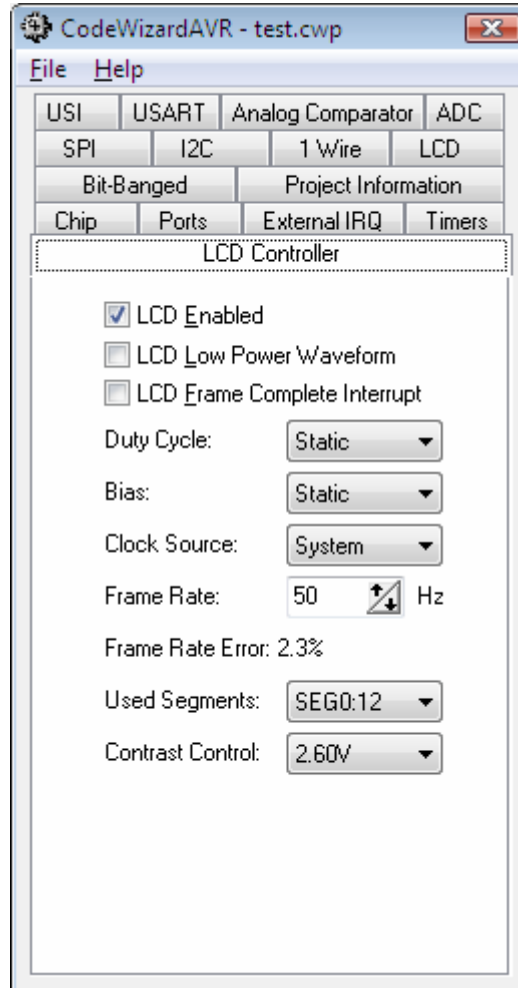 CodeWizardAVR - test.cwp
File Help
USI USART Analog Comparator ADC
SPI I2C 1 Wire LCD
Bit-Banged Project Information
Chip Ports External IRQ Timers
LCD Controller
LCD Enabled
LCD Low Power Waveform
LCD Frame Complete Interrupt
Duty Cycle: Static
Bias: Static
Clock Source: System
Frame Rate: 50 Hz
Frame Rate Error: 2.3%
Used Segments: SEG0:12
Contrast Control: 2.60V